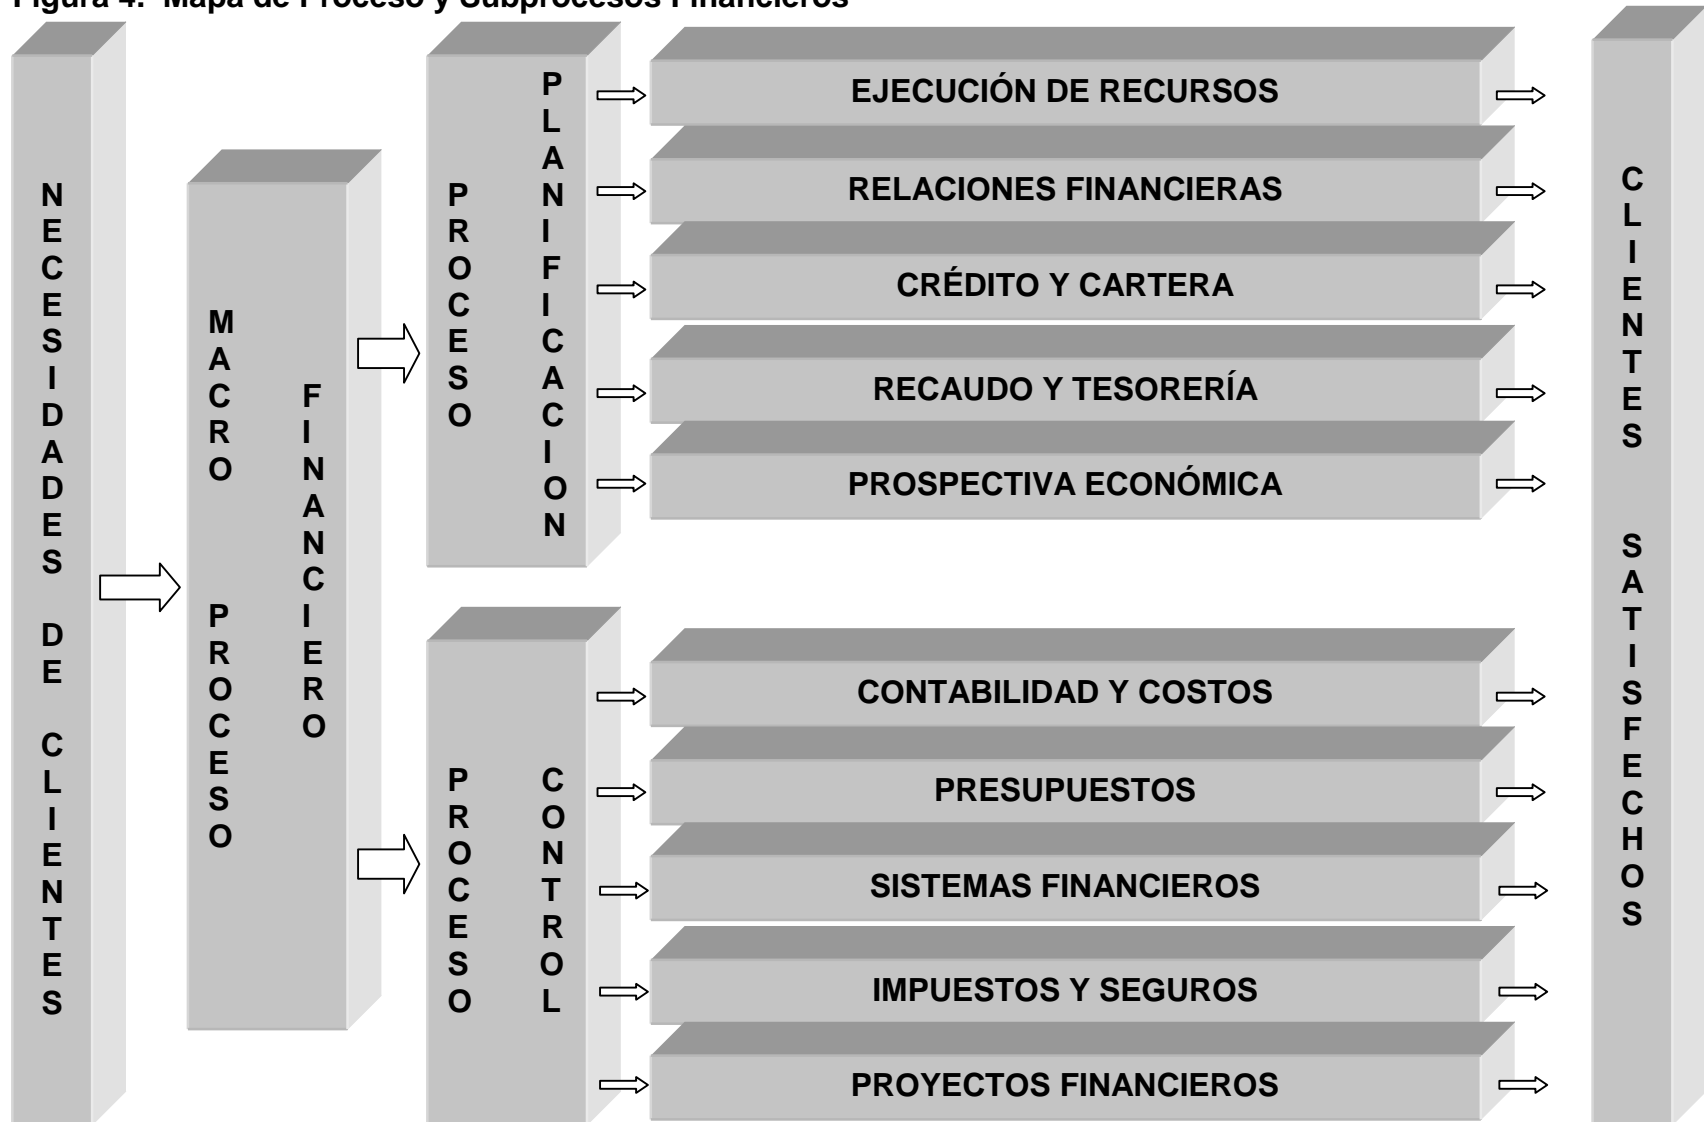 Figura 4. Mapa de Proceso y Subprocesos Financieros
NECESIDADES DE CLIENTES
MACRO PROCESO
FINANCIERO
PROCESO
PLANIFICACION
EJECUCIÓN DE RECURSOS
RELACIONES FINANCIERAS
CRÉDITO Y CARTERA
RECAUDO Y TESORERÍA
PROSPECTIVA ECONÓMICA
PROCESO
CONTROL
CONTABILIDAD Y COSTOS
PRESUPUESTOS
SISTEMAS FINANCIEROS
IMPUESTOS Y SEGUROS
PROYECTOS FINANCIEROS
CLIENTES SATISFECHOS